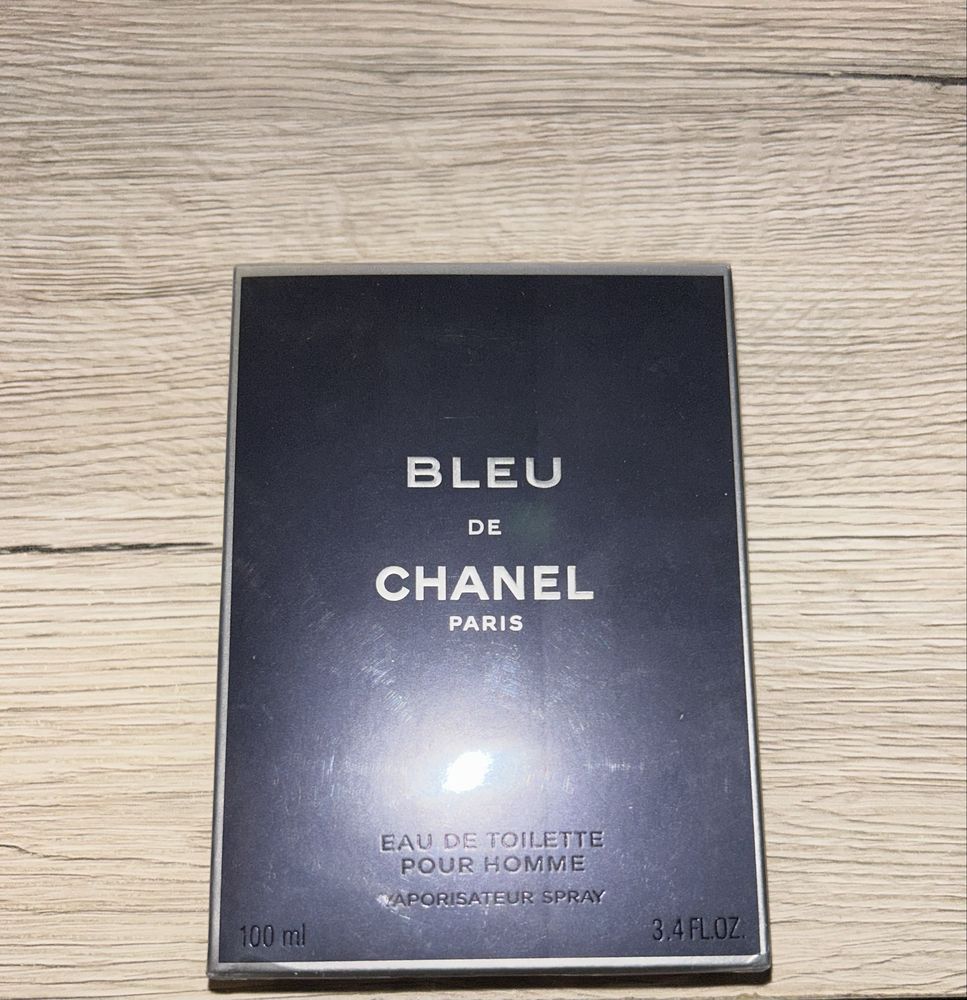 BLEU
DE
CHANEL
PARIS
EAU DE TOILETTE
POUR HOMME
VAPORISATEUR SPRAY
100 ml 3.4 FL.OZ.